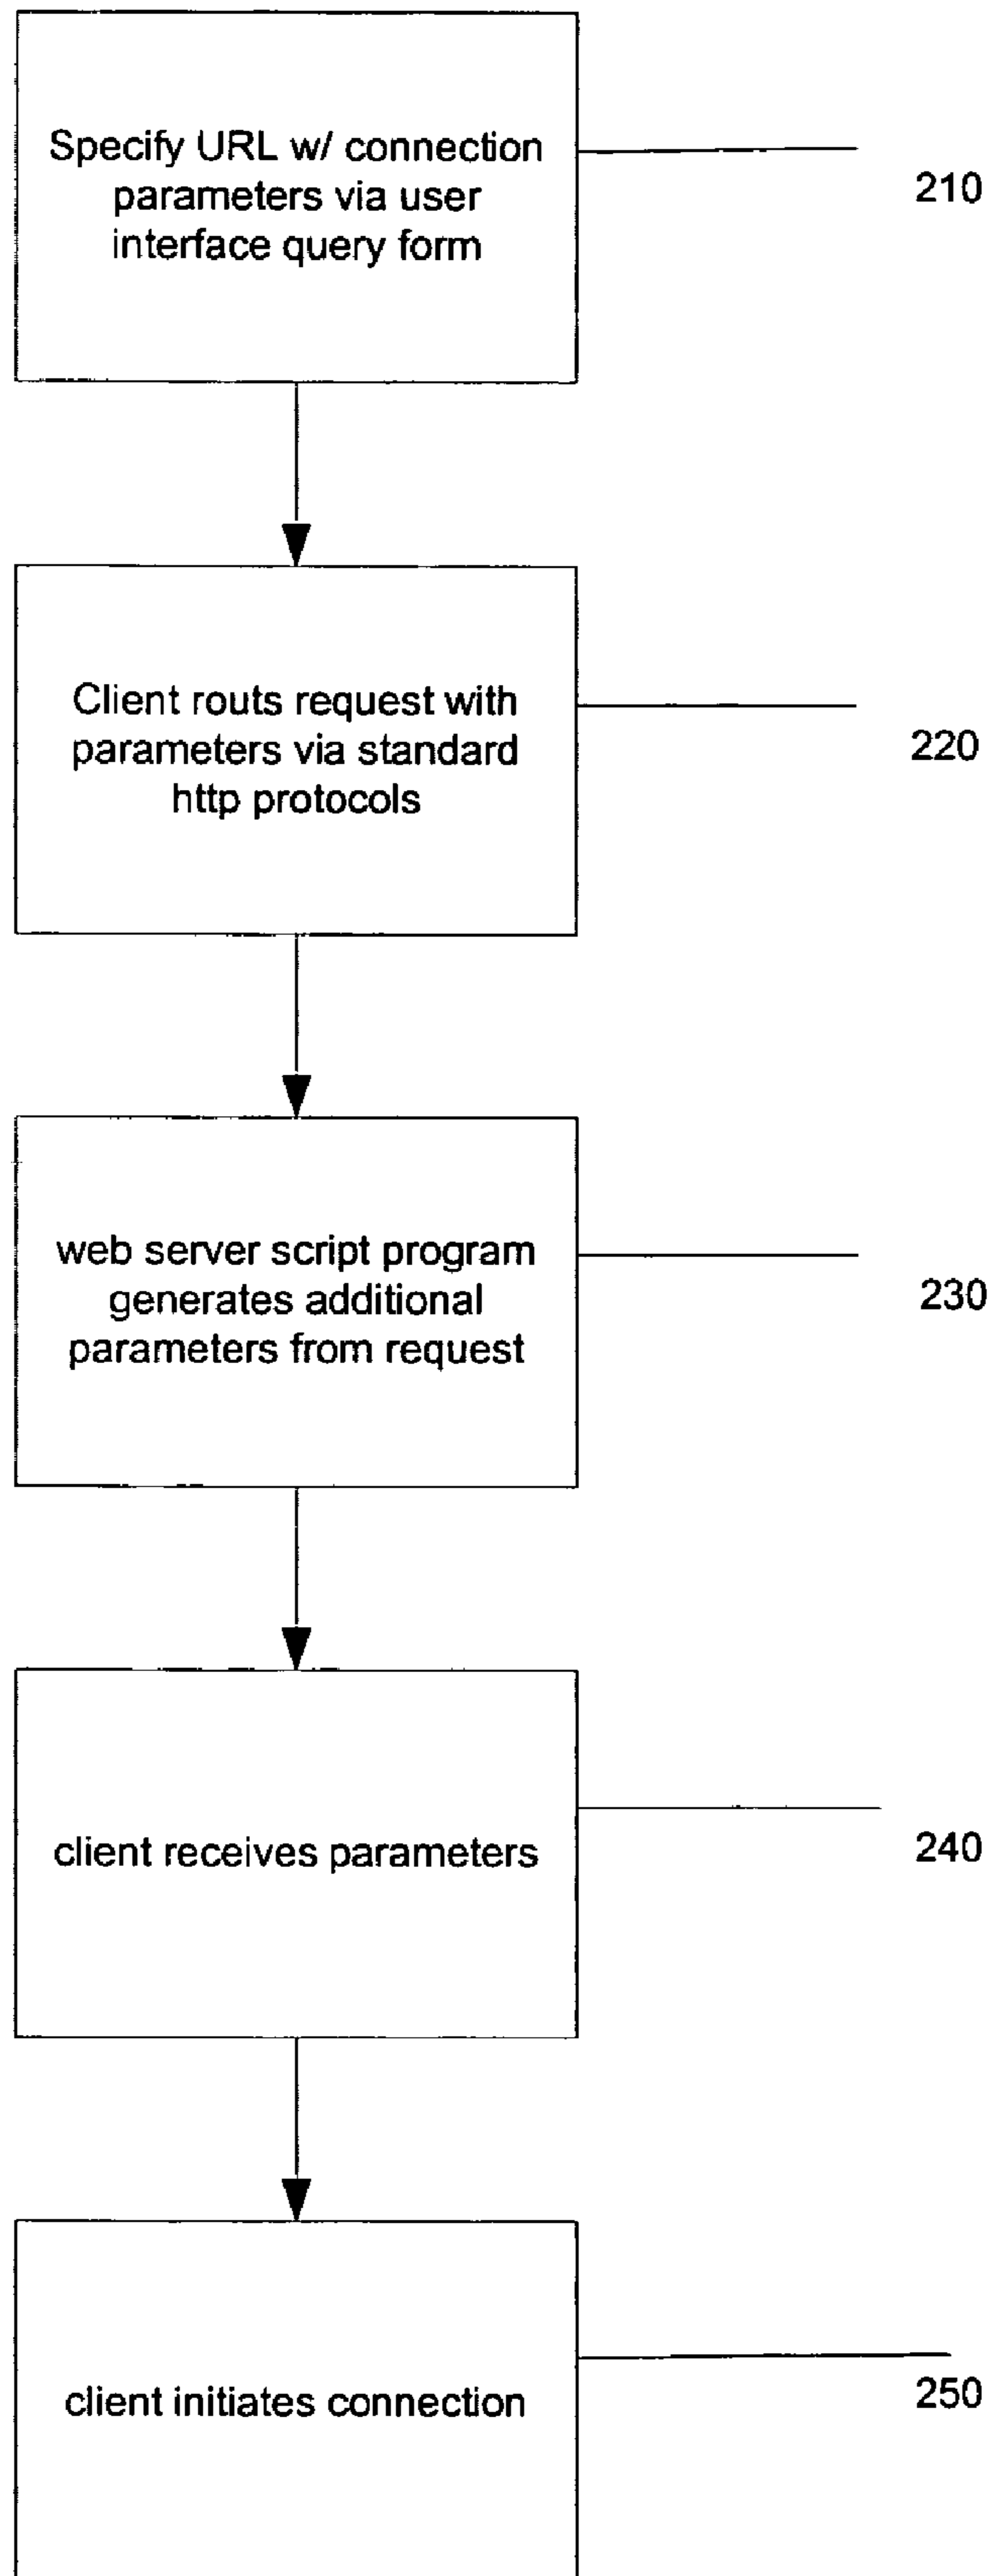 Specify URL w/ connection
parameters via user
interface query form
210
Client routs request with
parameters via standard
http protocols
220
web server script program
generates additional
parameters from request
230
client receives parameters
240
client initiates connection
250